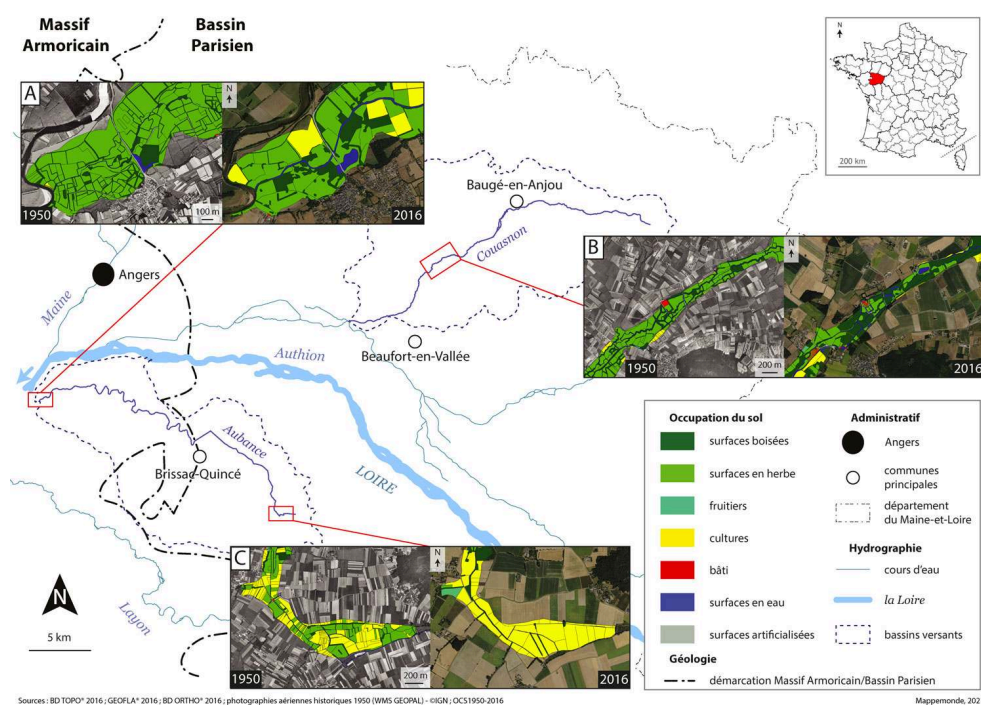 Massif
Armoricain
Bassin
Parisien
N
200 km
A
N
1950
100 m
2016
Baugé-en-Anjou
Couasnon
B
N
1950
200 m
2016
Angers
Maine
Beaufort-en-Vallée
Authion
Aubance
LOIRE
Brissac-Quincé
Layon
N
5 km
C
N
1950
200 m
2016
Occupation du sol
surfaces boisées
surfaces en herbe
fruitiers
cultures
bâti
surfaces en eau
surfaces artificialisées
Géologie
démarcation Massif Armoricain/Bassin Parisien
Administratif
Angers
communes
principales
département
du Maine-et-Loire
Hydrographie
cours d'eau
la Loire
bassins versants
Sources : BD TOPO® 2016 ; GEOFLA® 2016 ; BD ORTHO® 2016 ; photographies aériennes historiques 1950 (WMS GEOPAL) - ©IGN ; OCS1950-2016
Mappemonde, 202